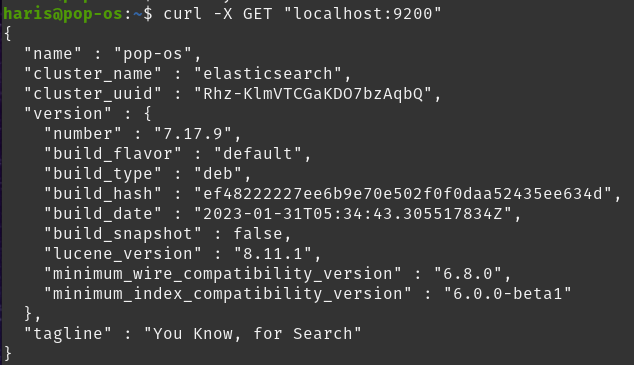 haris@pop-os:~$ curl -X GET "localhost:9200"
{
  "name" : "pop-os",
  "cluster_name" : "elasticsearch",
  "cluster_uuid" : "Rhz-KlmVTCGaKDO7bzAqbQ",
  "version" : {
    "number" : "7.17.9",
    "build_flavor" : "default",
    "build_type" : "deb",
    "build_hash" : "ef48222227ee6b9e70e502f0f0daa52435ee634d",
    "build_date" : "2023-01-31T05:34:43.305517834Z",
    "build_snapshot" : false,
    "lucene_version" : "8.11.1",
    "minimum_wire_compatibility_version" : "6.8.0",
    "minimum_index_compatibility_version" : "6.0.0-beta1"
  },
  "tagline" : "You Know, for Search"
}